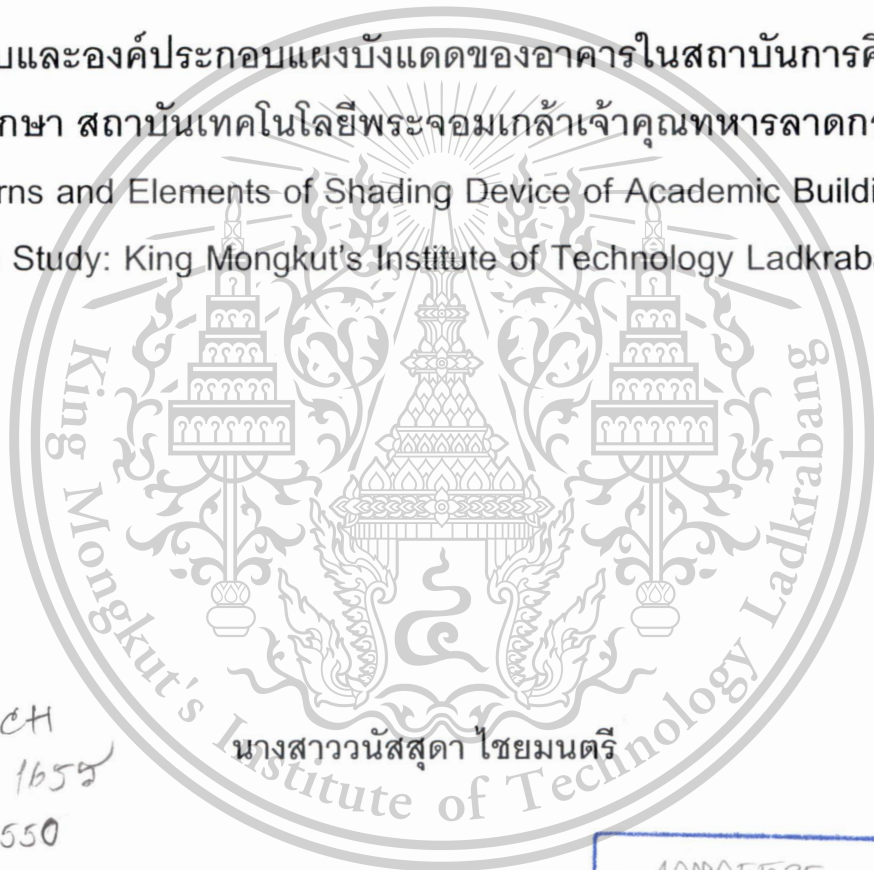 บและองค์ประกอบแผงบังแดดของอาคารในสถาบันการศึ
กษา สถาบันเทคโนโลยีพระจอมเกล้าเจ้าคุณทหารลาดกร
rns and Elements of Shading Device of Academic Buildi
Study: King Mongkut's Institute of Technology Ladkrab
King Mongkut's Institute of Technology Ladkrabang
นางสาววนัสสุดา ไชยมนตรี
CH
1655
550